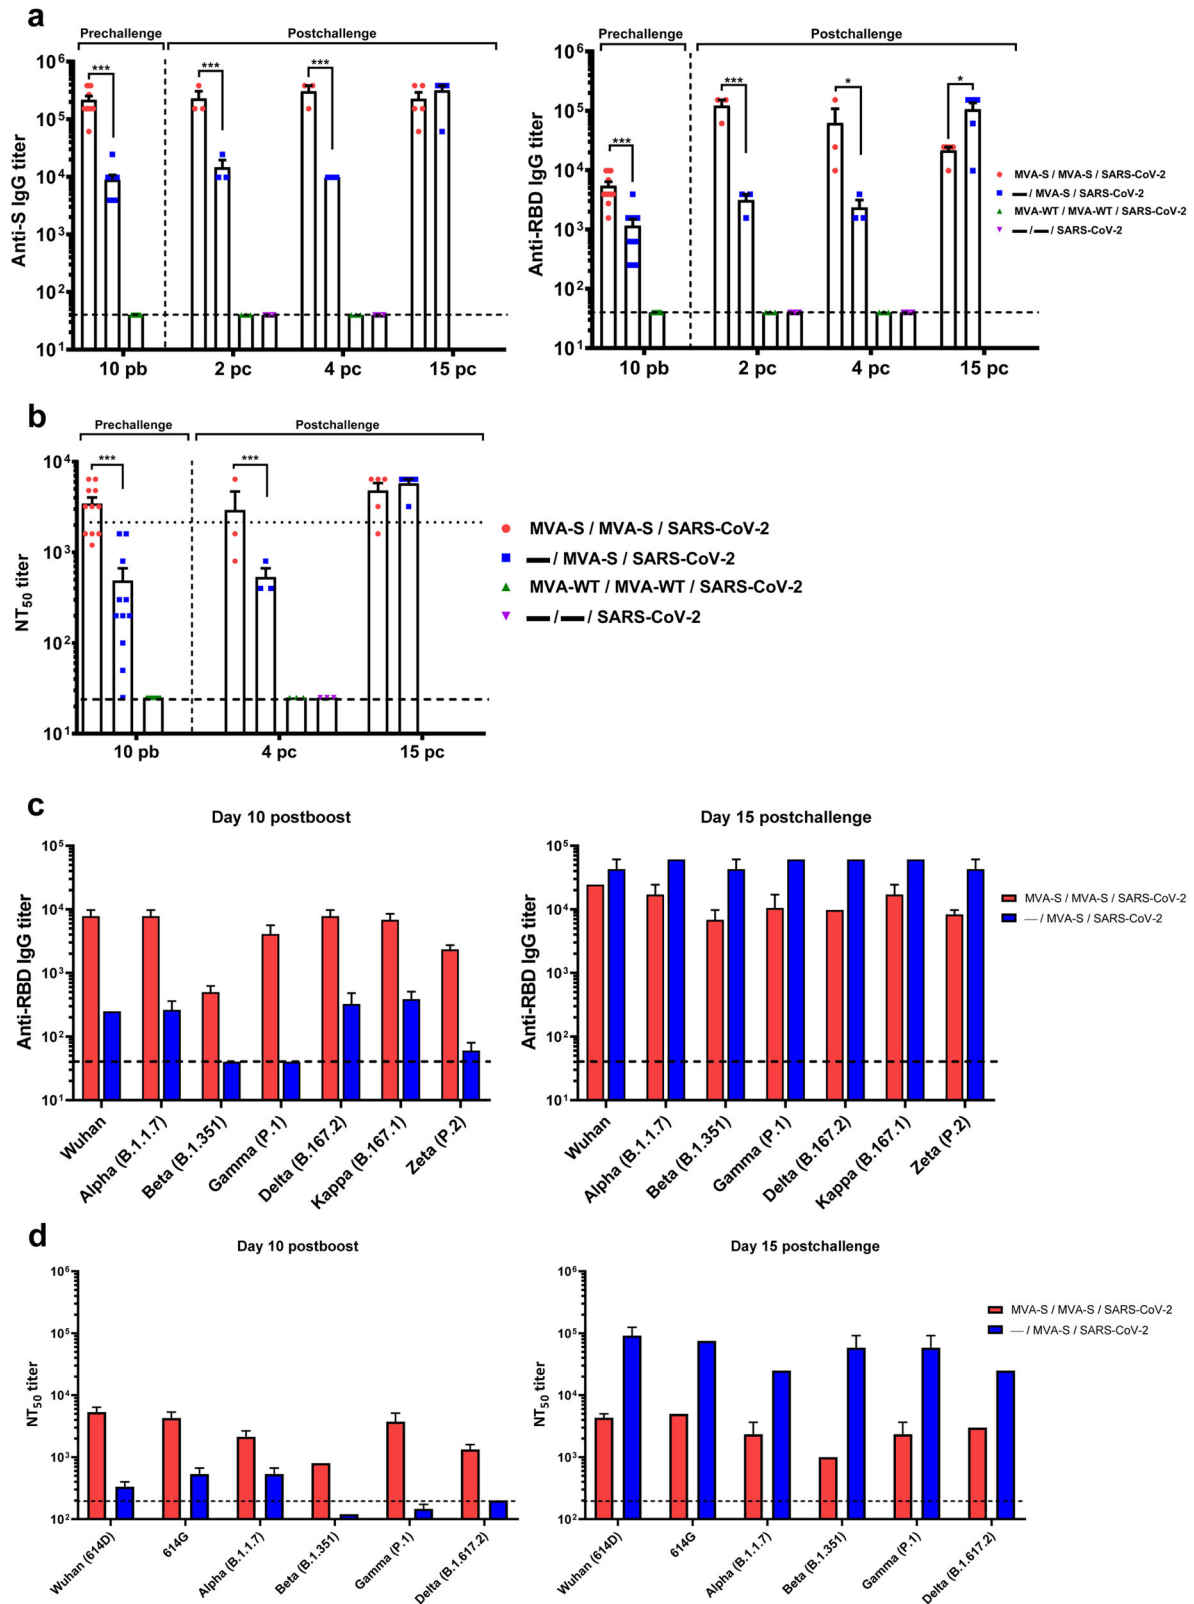 a
Prechallenge Postchallenge
***
***
***
Anti-S IgG titer
10⁶
10⁵
10⁴
10³
10²
10¹
10 pb 2 pc 4 pc 15 pc
Prechallenge Postchallenge
***
***
*
*
Anti-RBD IgG titer
10⁶
10⁵
10⁴
10³
10²
10¹
10 pb 2 pc 4 pc 15 pc
MVA-S / MVA-S / SARS-CoV-2
— / MVA-S / SARS-CoV-2
MVA-WT / MVA-WT / SARS-CoV-2
— / — / SARS-CoV-2
b
Prechallenge Postchallenge
***
***
NT₅₀ titer
10⁴
10³
10²
10¹
10 pb 4 pc 15 pc
MVA-S / MVA-S / SARS-CoV-2
— / MVA-S / SARS-CoV-2
MVA-WT / MVA-WT / SARS-CoV-2
— / — / SARS-CoV-2
c
Day 10 postboost
Anti-RBD IgG titer
10⁵
10⁴
10³
10²
10¹
Wuhan
Alpha (B.1.1.7)
Beta (B.1.351)
Gamma (P.1)
Delta (B.167.2)
Kappa (B.167.1)
Zeta (P.2)
Day 15 postchallenge
Anti-RBD IgG titer
10⁵
10⁴
10³
10²
10¹
Wuhan
Alpha (B.1.1.7)
Beta (B.1.351)
Gamma (P.1)
Delta (B.167.2)
Kappa (B.167.1)
Zeta (P.2)
MVA-S / MVA-S / SARS-CoV-2
— / MVA-S / SARS-CoV-2
d
Day 10 postboost
NT₅₀ titer
10⁶
10⁵
10⁴
10³
10²
Wuhan (614D)
614G
Alpha (B.1.1.7)
Beta (B.1.351)
Gamma (P.1)
Delta (B.1.617.2)
Day 15 postchallenge
NT₅₀ titer
10⁶
10⁵
10⁴
10³
10²
Wuhan (614D)
614G
Alpha (B.1.1.7)
Beta (B.1.351)
Gamma (P.1)
Delta (B.1.617.2)
MVA-S / MVA-S / SARS-CoV-2
— / MVA-S / SARS-CoV-2